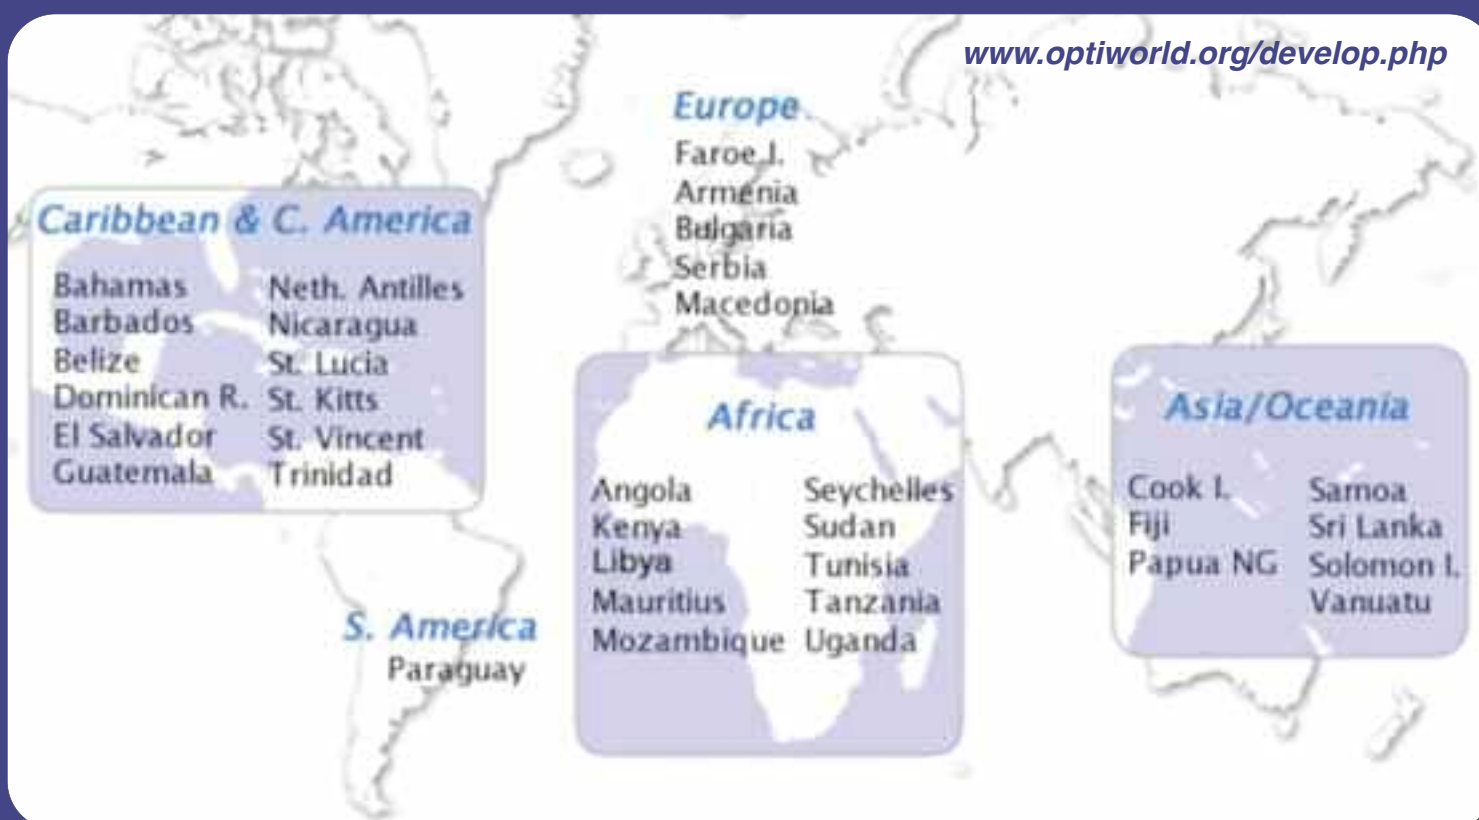 www.optiworld.org/develop.php
Europe
Faroe I.
Armenia
Bulgaria
Serbia
Macedonia
Caribbean & C. America
Bahamas
Barbados
Belize
Dominican R.
El Salvador
Guatemala
Neth. Antilles
Nicaragua
St. Lucia
St. Kitts
St. Vincent
Trinidad
Africa
Angola
Kenya
Libya
Mauritius
Mozambique
Seychelles
Sudan
Tunisia
Tanzania
Uganda
Asia/Oceania
Cook I.
Fiji
Papua NG
Samoa
Sri Lanka
Solomon I.
Vanuatu
S. America
Paraguay